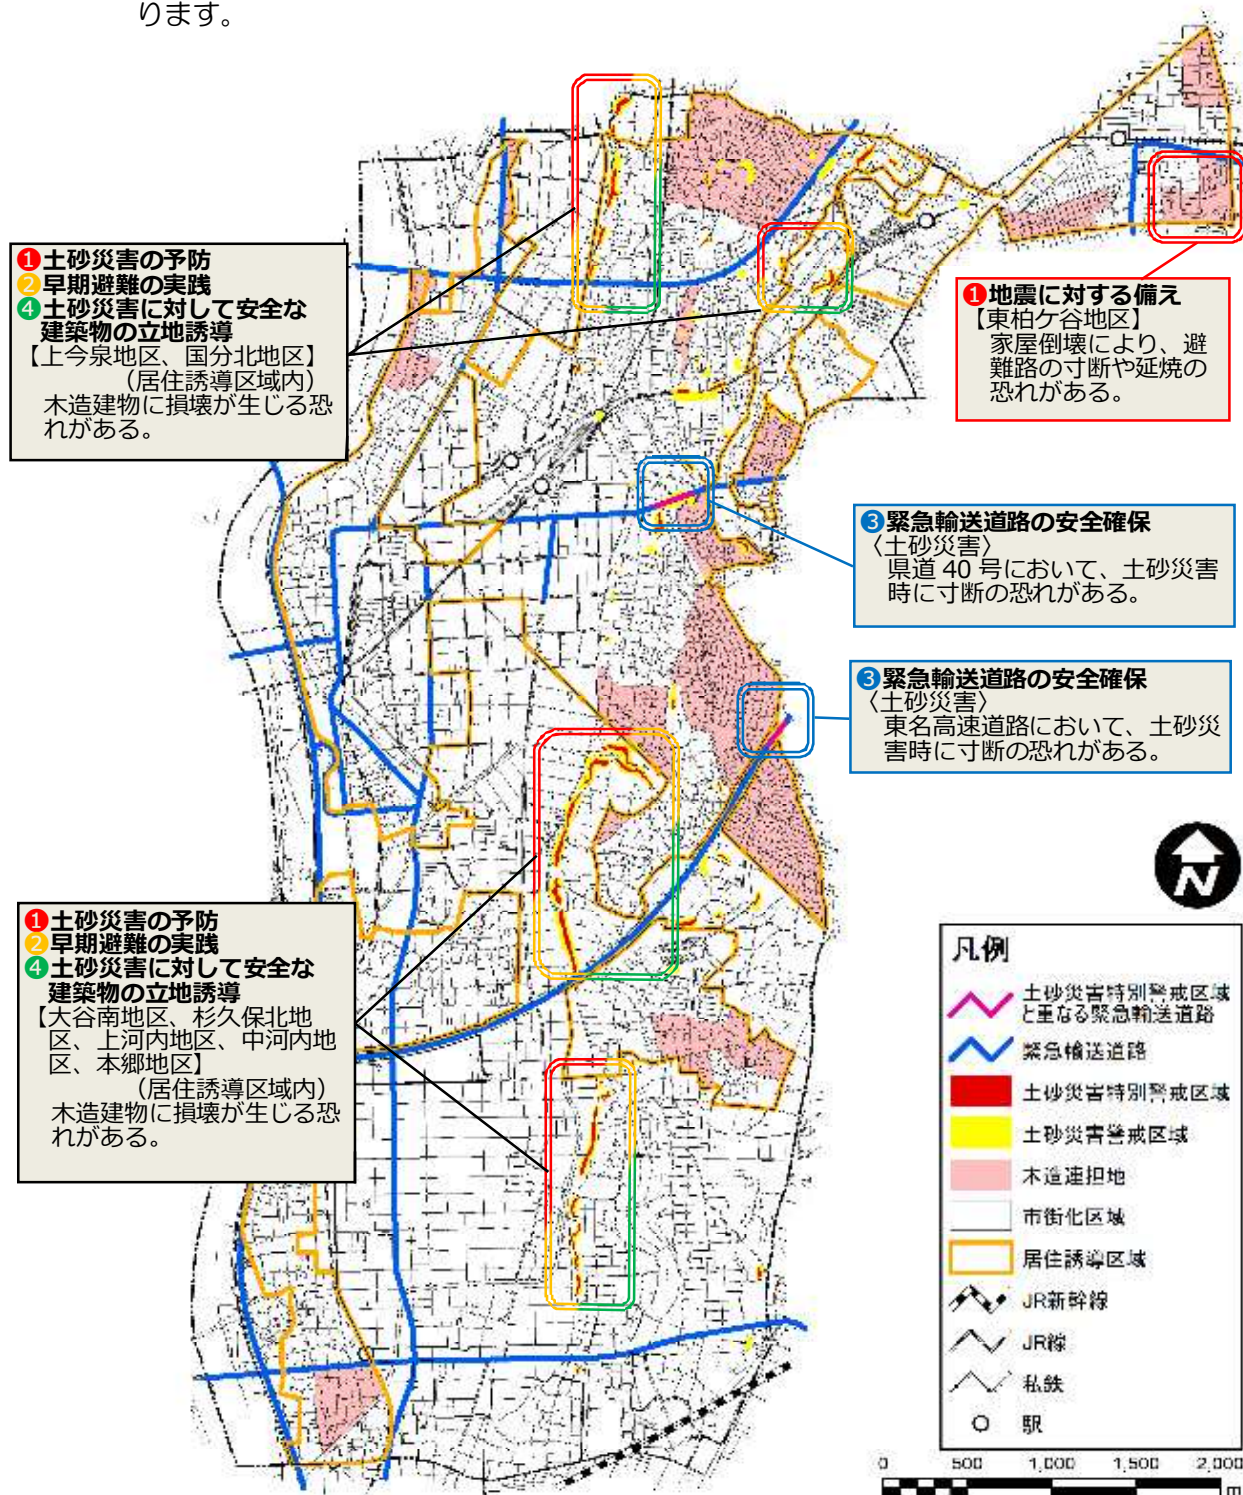 ります。
❶土砂災害の予防
❷早期避難の実践
❹土砂災害に対して安全な
建築物の立地誘導
【上今泉地区、国分北地区】
（居住誘導区域内）
木造建物に損壊が生じる恐
れがある。
❶地震に対する備え
【東柏ケ谷地区】
家屋倒壊により、避
難路の寸断や延焼の
恐れがある。
❸緊急輸送道路の安全確保
〈土砂災害〉
県道 40 号において、土砂災害
時に寸断の恐れがある。
❸緊急輸送道路の安全確保
〈土砂災害〉
東名高速道路において、土砂災
害時に寸断の恐れがある。
❶土砂災害の予防
❷早期避難の実践
❹土砂災害に対して安全な
建築物の立地誘導
【大谷南地区、杉久保北地
区、上河内地区、中河内地
区、本郷地区】
（居住誘導区域内）
木造建物に損壊が生じる恐
れがある。
N
凡例
土砂災害特別警戒区域
と重なる緊急輸送道路
緊急輸送道路
土砂災害特別警戒区域
土砂災害警戒区域
木造連担地
市街化区域
居住誘導区域
JR新幹線
JR線
私鉄
駅
0 500 1,000 1,500 2,000
m